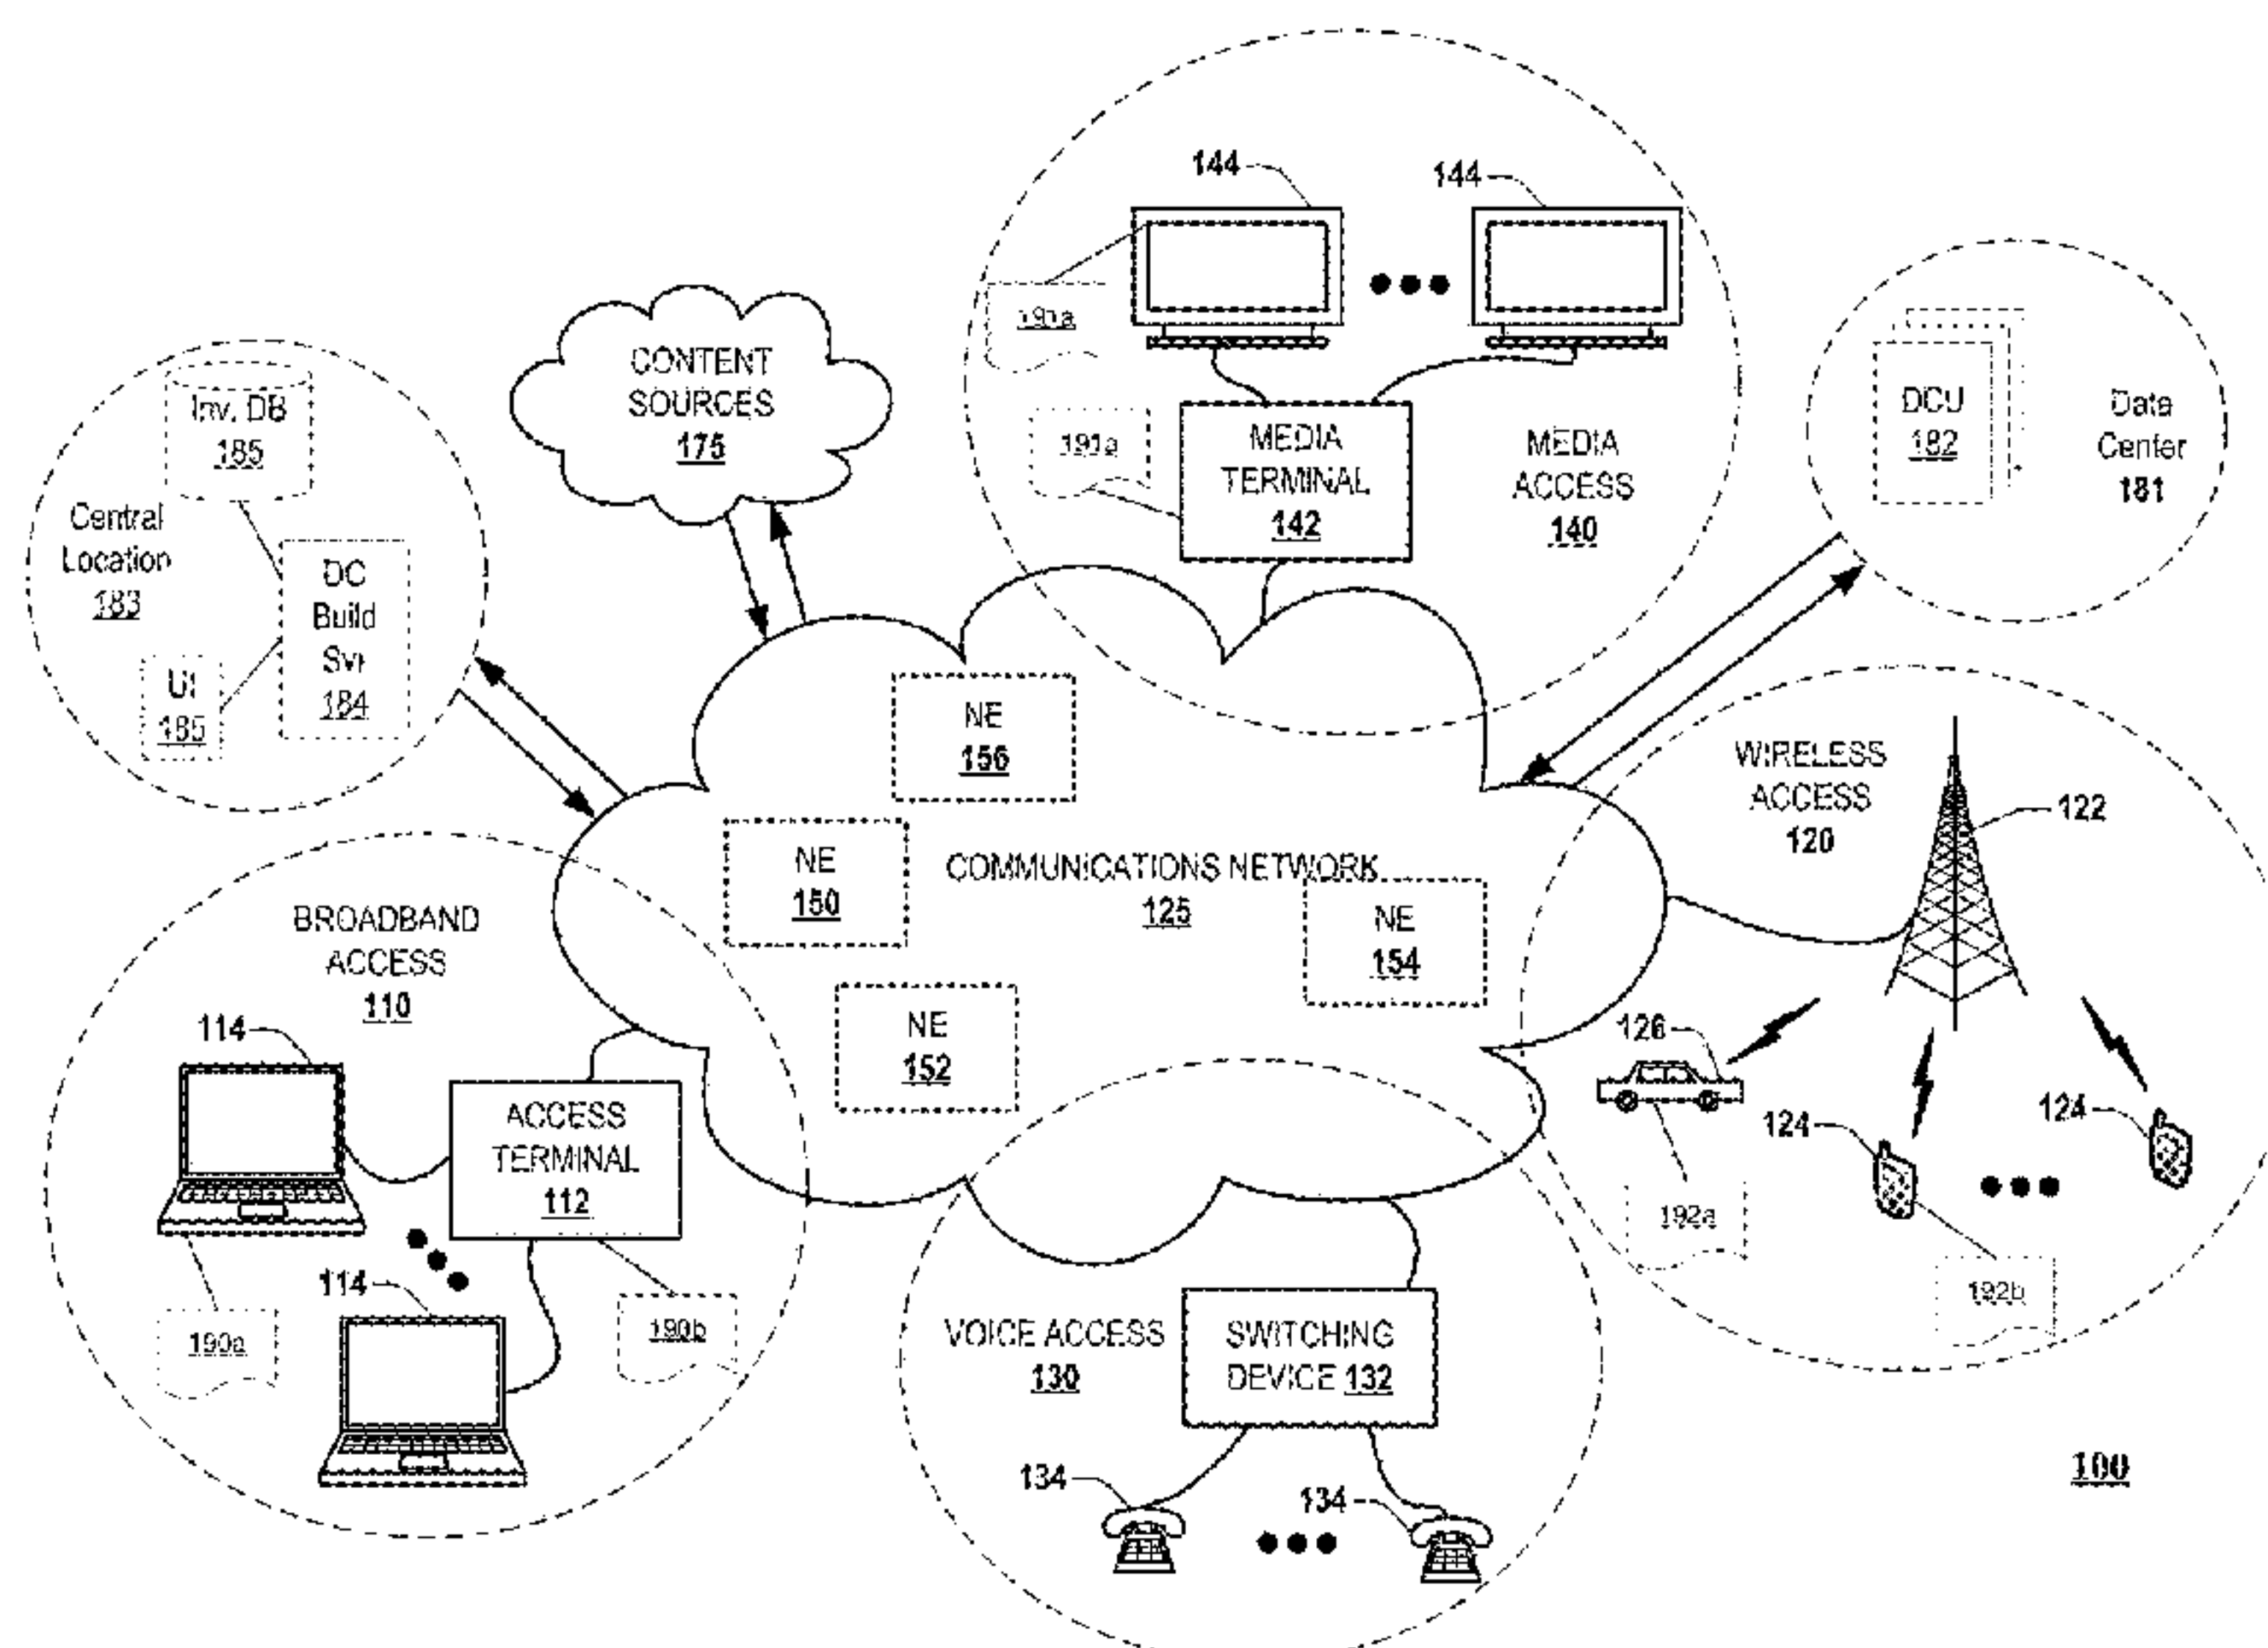 144
144
191a
CONTENT
SOURCES
175
Inv. DB
185
Central
Location
183
DC
Build
Svr
184
UI
185
191a
MEDIA
TERMINAL
142
MEDIA
ACCESS
140
DCU
182
Data
Center
181
NE
156
NE
150
COMMUNICATIONS NETWORK
125
NE
154
NE
152
WIRELESS
ACCESS
120
122
126
124
124
192a
192b
BROADBAND
ACCESS
110
114
ACCESS
TERMINAL
112
114
190a
190b
VOICE ACCESS
130
SWITCHING
DEVICE 132
134
134
100